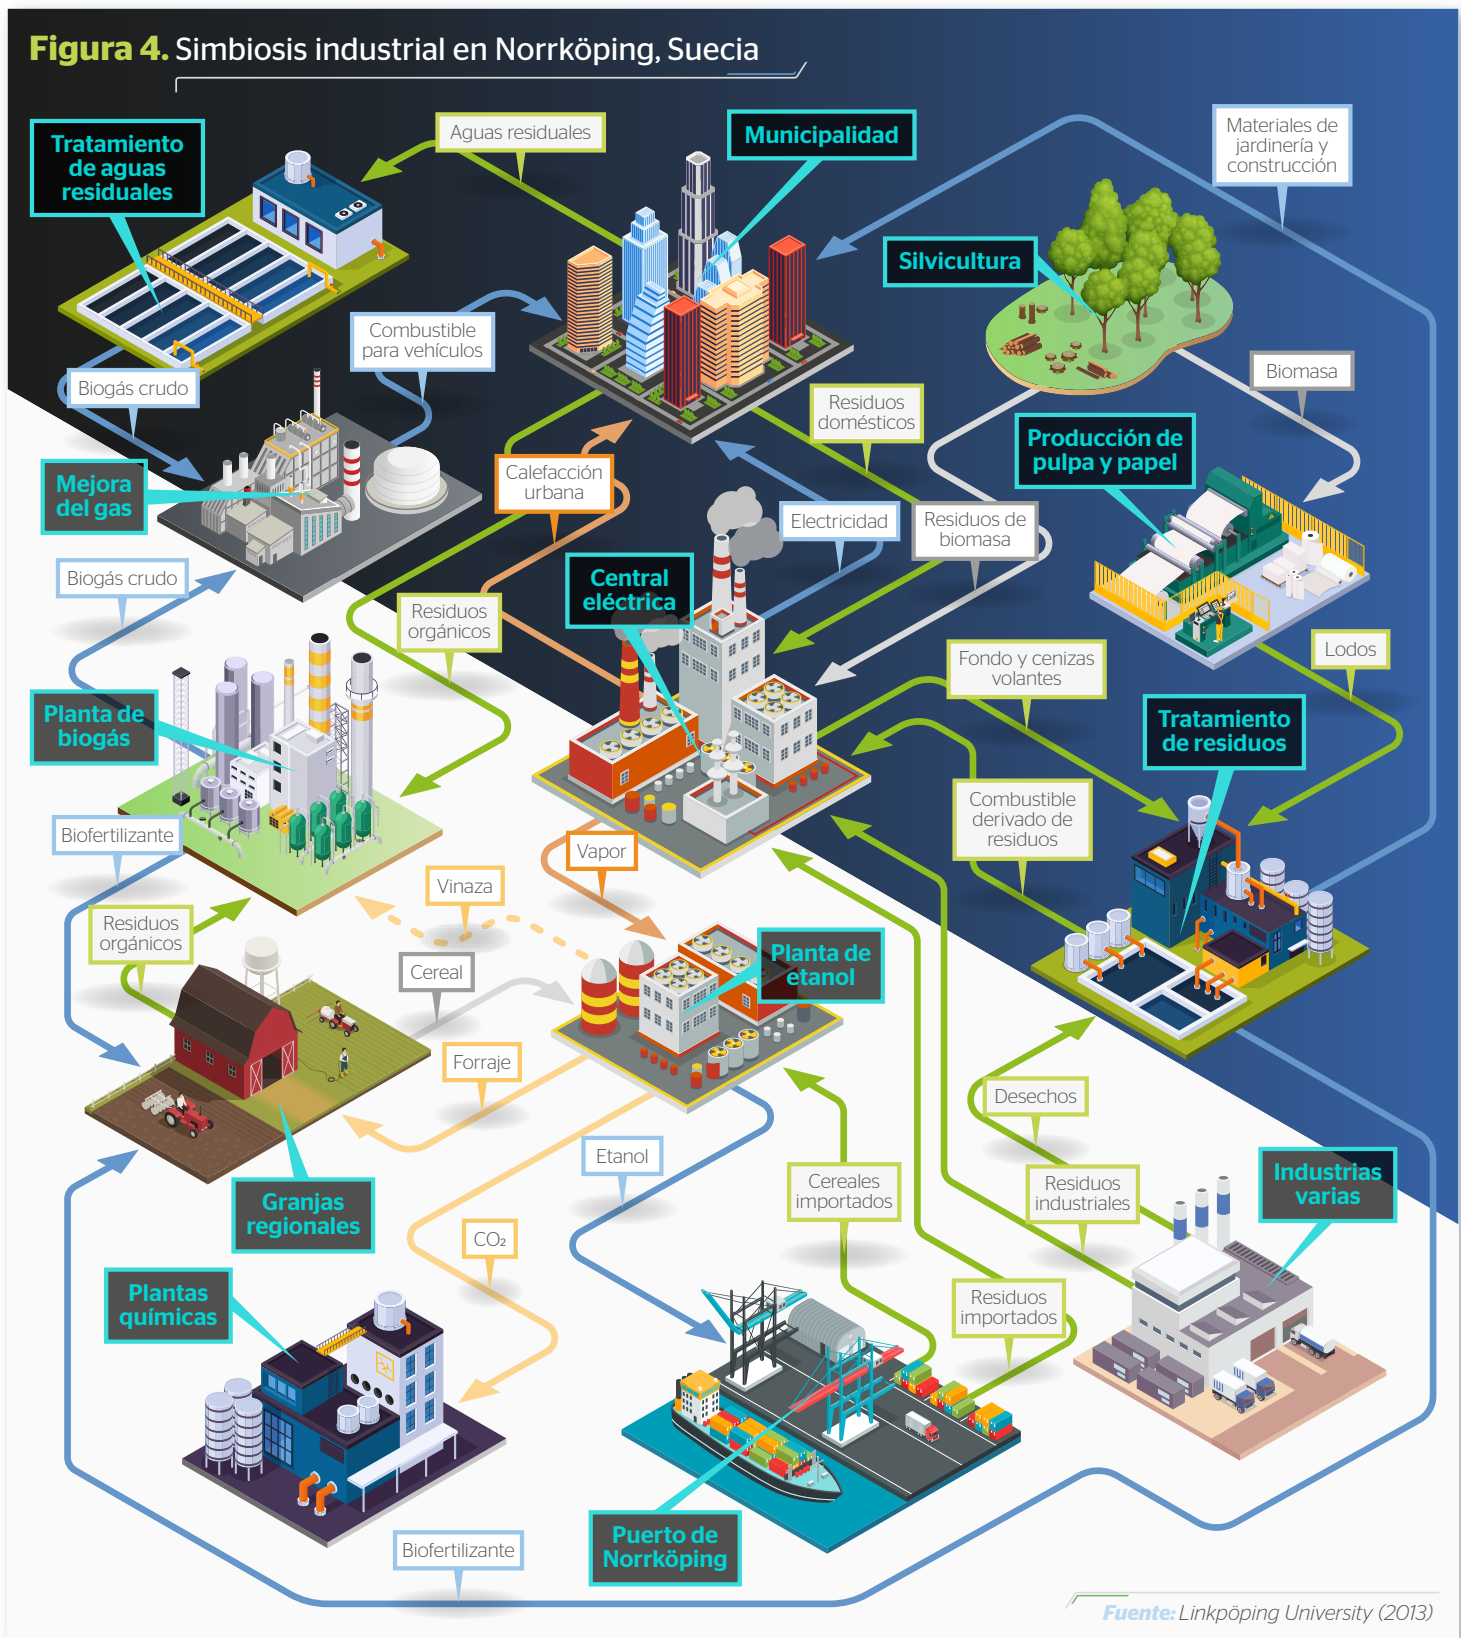 Figura 4. Simbiosis industrial en Norrköping, Suecia
Tratamiento
de aguas
residuales
Aguas residuales
Municipalidad
Materiales de
jardinería y
construcción
Silvicultura
Combustible
para vehículos
Biogás crudo
Biomasa
Residuos
domésticos
Producción de
pulpa y papel
Mejora
del gas
Calefacción
urbana
Electricidad
Residuos de
biomasa
Biogás crudo
Central
eléctrica
Residuos
orgánicos
Fondo y cenizas
volantes
Lodos
Planta de
biogás
Tratamiento
de residuos
Biofertilizante
Combustible
derivado de
residuos
Vapor
Vinaza
Residuos
orgánicos
Cereal
Planta de
etanol
Forraje
Desechos
Etanol
Cereales
importados
Residuos
industriales
Industrias
varias
Granjas
regionales
CO₂
Plantas
químicas
Residuos
importados
Puerto de
Norrköping
Biofertilizante
Fuente: Linkpöping University (2013)